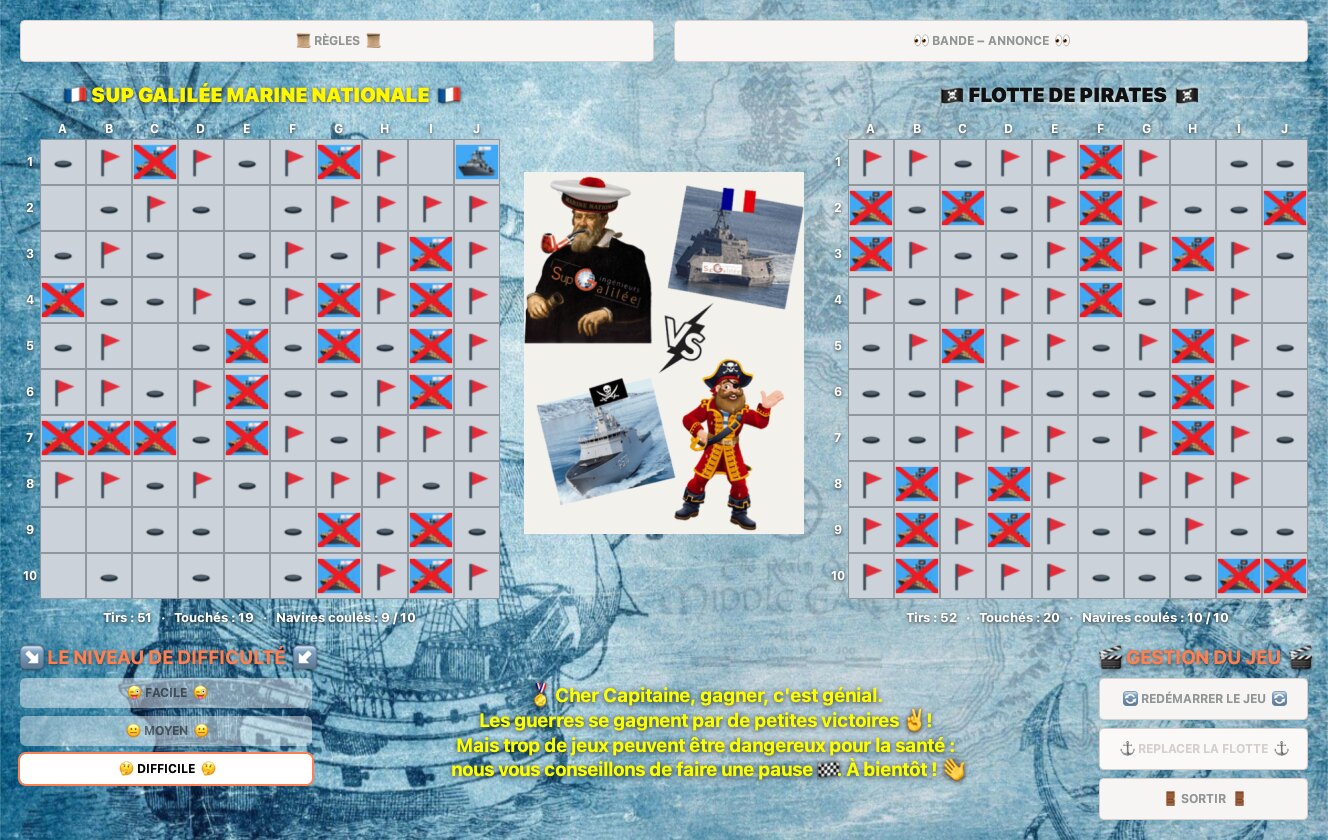 📜 RÈGLES 📜
👀 BANDE – ANNONCE 👀
🇫🇷 SUP GALILÉE MARINE NATIONALE 🇫🇷
🏴‍☠️ FLOTTE DE PIRATES 🏴‍☠️
A B C D E F G H I J
A B C D E F G H I J
1
2
3
4
5
6
7
8
9
10
1
2
3
4
5
6
7
8
9
10
MARINE NATIONALE
Sup Galilée
ingénieurs
VS
Tirs : 51 · Touchés : 19 · Navires coulés : 9 / 10
Tirs : 52 · Touchés : 20 · Navires coulés : 10 / 10
↘️ LE NIVEAU DE DIFFICULTÉ ↙️
😜 FACILE 😜
😐 MOYEN 😐
🤔 DIFFICILE 🤔
🏅 Cher Capitaine, gagner, c'est génial.
Les guerres se gagnent par de petites victoires ✌️ !
Mais trop de jeux peuvent être dangereux pour la santé :
nous vous conseillons de faire une pause 🏁 À bientôt ! 👋
🎬 GESTION DU JEU 🎬
🔄 REDÉMARRER LE JEU 🔄
⚓ REPLACER LA FLOTTE ⚓
🚪 SORTIR 🚪